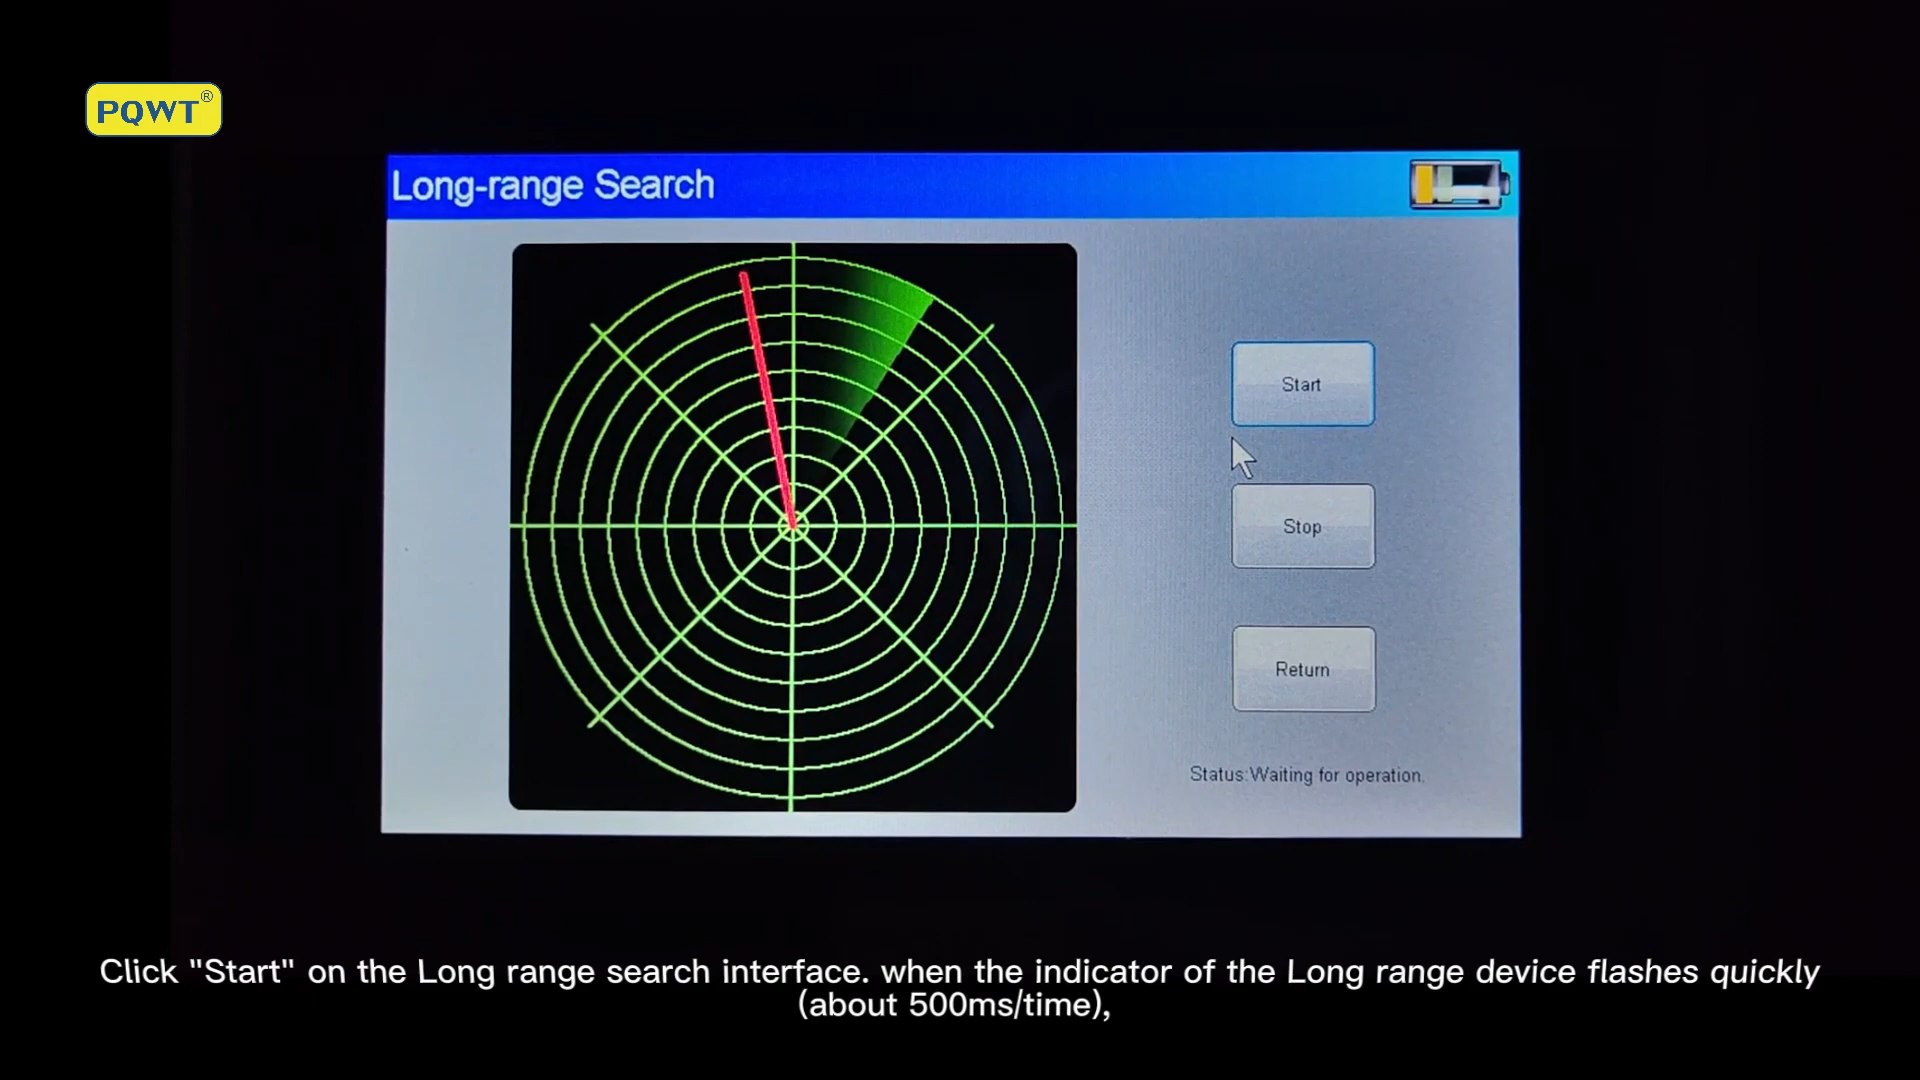 PQWT®
Long-range Search
Start
Stop
Return
Status:Waiting for operation.
Click "Start" on the Long range search interface. when the indicator of the Long range device flashes quickly
(about 500ms/time),